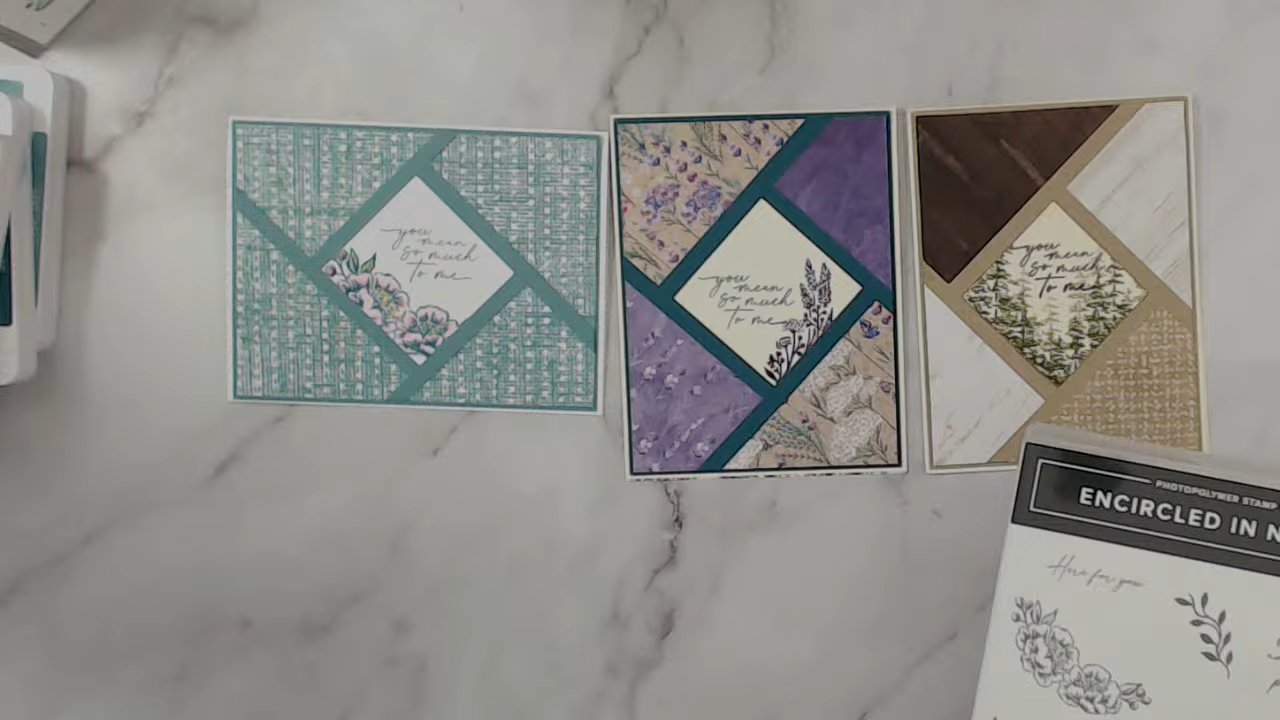 you
mean
so much
to me
you
mean
so much
to me
you
mean
so much
to me
PHOTOPOLYMER STAMP
ENCIRCLED IN N
Here for you